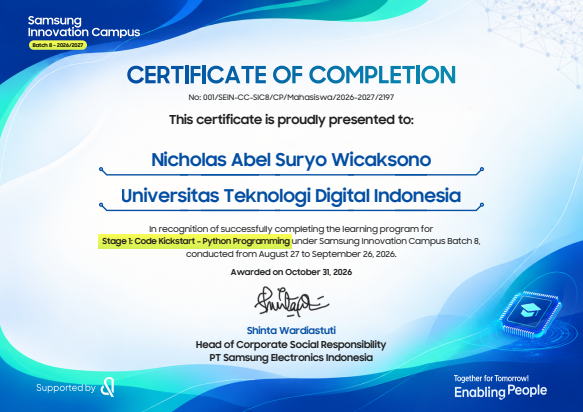 Samsung
Innovation Campus
Batch 8 - 2026/2027
CERTIFICATE OF COMPLETION
No: 001/SEIN-CC-SIC8/CP/Mahasiswa/2026-2027/2197
This certificate is proudly presented to:
Nicholas Abel Suryo Wicaksono
Universitas Teknologi Digital Indonesia
In recognition of successfully completing the learning program for
Stage 1: Code Kickstart – Python Programming under Samsung Innovation Campus Batch 8,
conducted from August 27 to September 26, 2026.
Awarded on October 31, 2026
Shinta Wardiastuti
Head of Corporate Social Responsibility
PT Samsung Electronics Indonesia
Supported by
Together for Tomorrow!
Enabling People